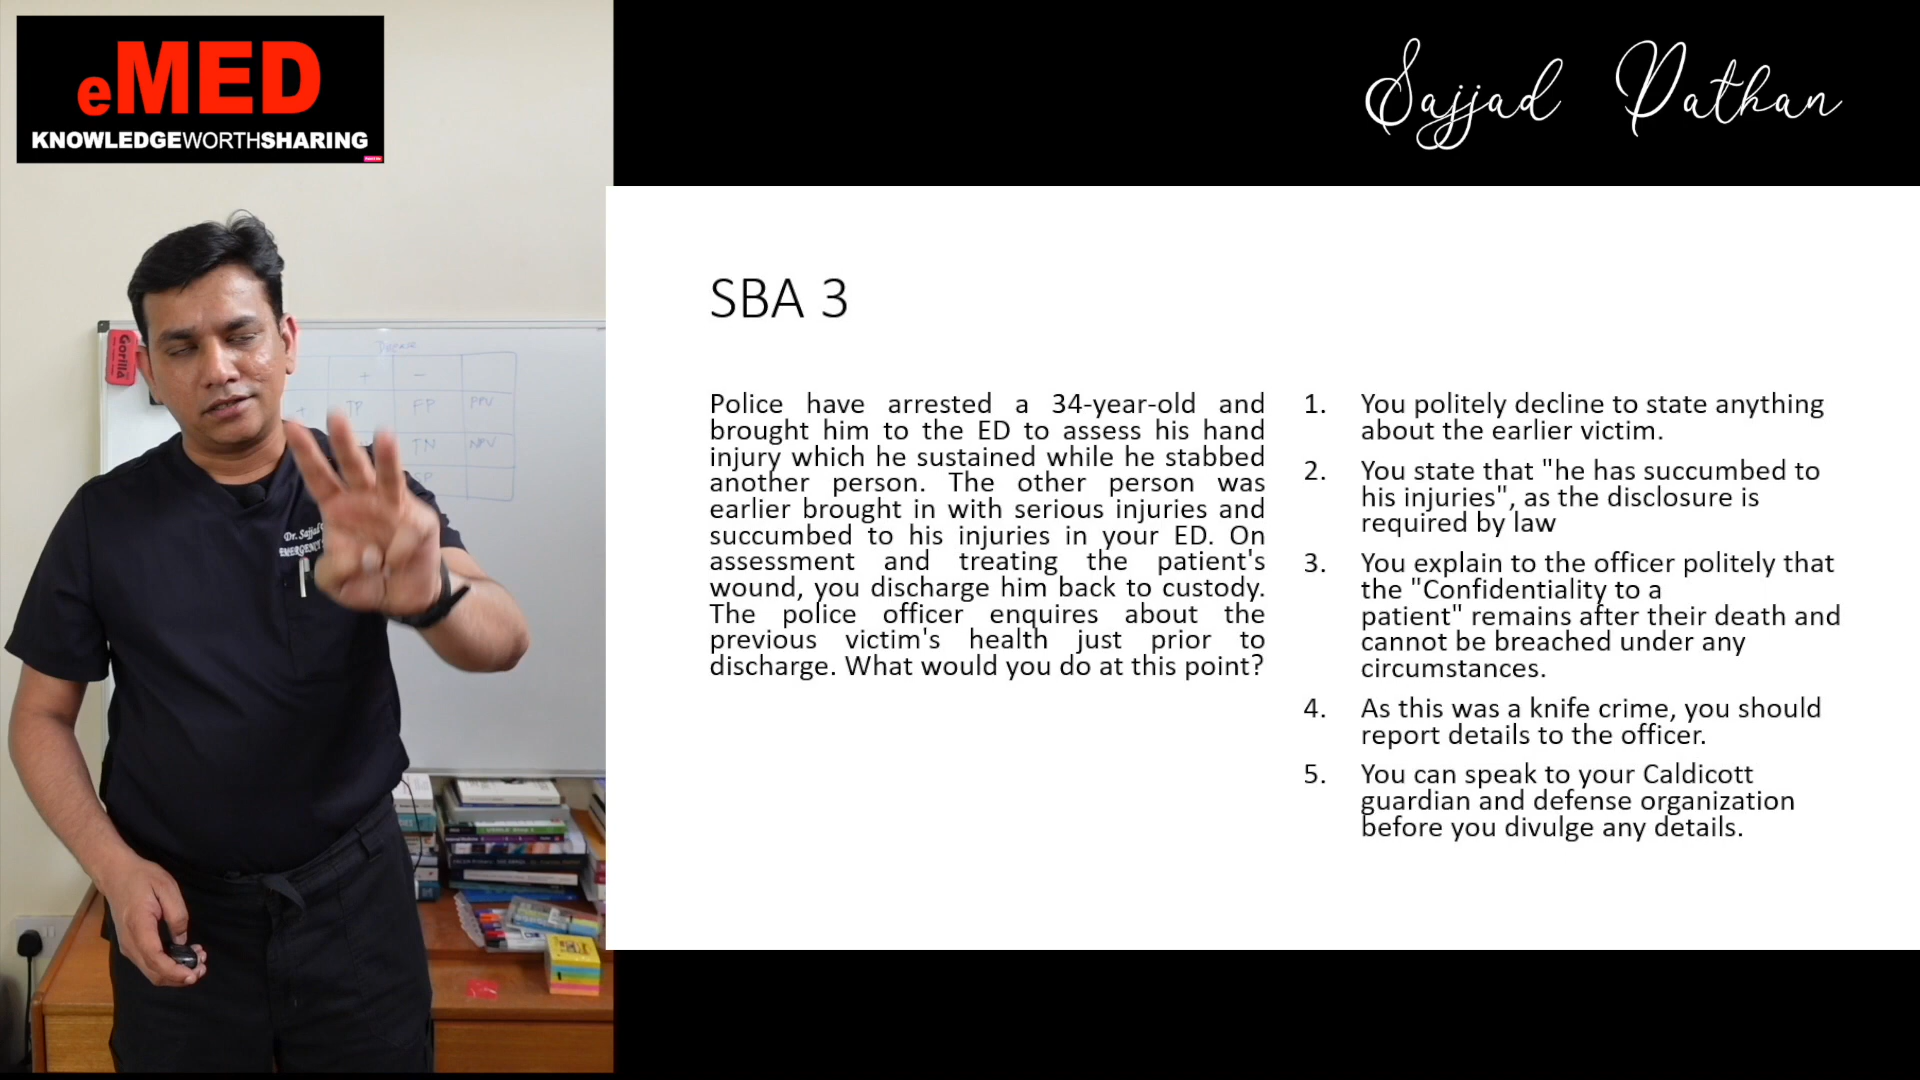 eMED
KNOWLEDGEWORTHSHARING
Sajjad Pathan
SBA 3
Police have arrested a 34-year-old and
brought him to the ED to assess his hand
injury which he sustained while he stabbed
another person. The other person was
earlier brought in with serious injuries and
succumbed to his injuries in your ED. On
assessment and treating the patient's
wound, you discharge him back to custody.
The police officer enquires about the
previous victim's health just prior to
discharge. What would you do at this point?
1. You politely decline to state anything
about the earlier victim.
2. You state that "he has succumbed to
his injuries", as the disclosure is
required by law
3. You explain to the officer politely that
the "Confidentiality to a
patient" remains after their death and
cannot be breached under any
circumstances.
4. As this was a knife crime, you should
report details to the officer.
5. You can speak to your Caldicott
guardian and defense organization
before you divulge any details.
Gorilla
Disease
+ -
+ TP FP PPV
TN NPV
SP
Dr. Sajjad
EMERGENCY